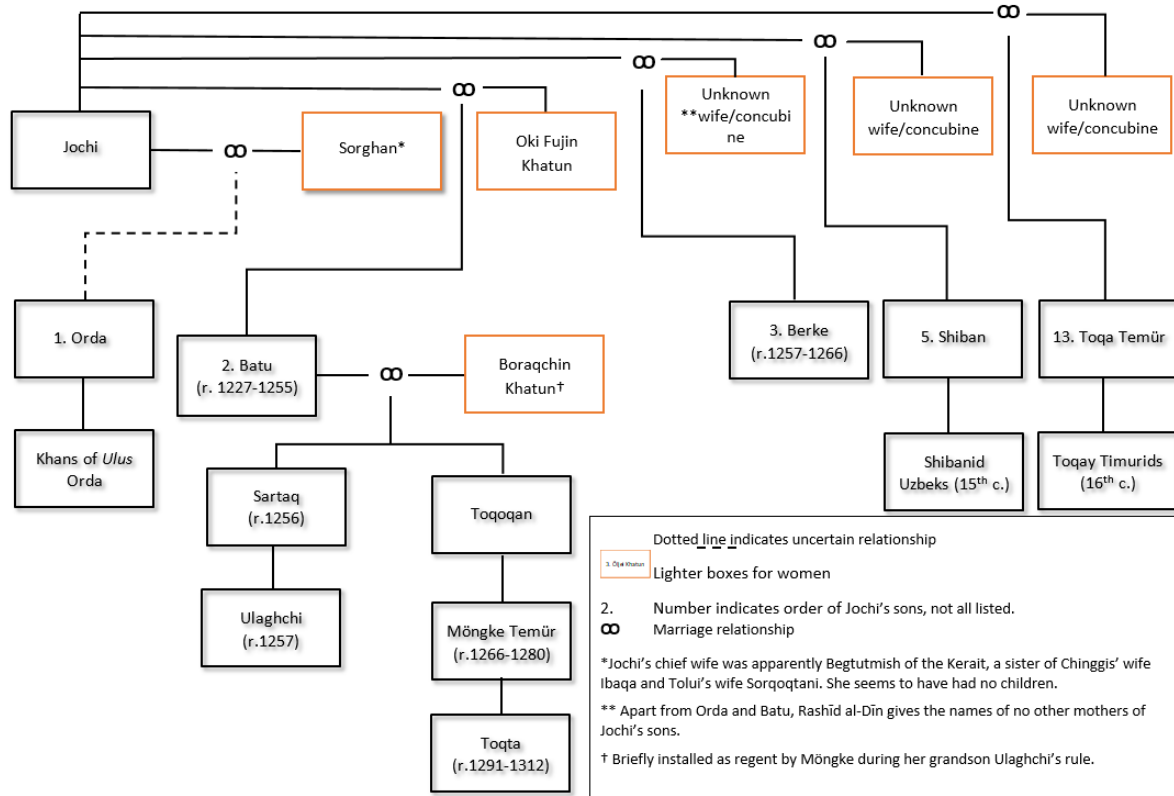 Jochi
Sorghan*
Oki Fujin
Khatun
Unknown
**wife/concubi
ne
Unknown
wife/concubine
Unknown
wife/concubine
1. Orda
2. Batu
(r. 1227-1255)
Boraqchin
Khatun†
3. Berke
(r.1257-1266)
5. Shiban
13. Toqa Temür
Khans of Ulus
Orda
Sartaq
(r.1256)
Toqoqan
Shibanid
Uzbeks (15th c.)
Toqay Timurids
(16th c.)
Ulaghchi
(r.1257)
Möngke Temür
(r.1266-1280)
Toqta
(r.1291-1312)
Dotted line indicates uncertain relationship
3. Öljei Khatun
Lighter boxes for women
2. Number indicates order of Jochi's sons, not all listed.
Marriage relationship
*Jochi's chief wife was apparently Begtutmish of the Kerait, a sister of Chinggis' wife
Ibaqa and Tolui's wife Sorqoqtani. She seems to have had no children.
** Apart from Orda and Batu, Rashīd al-Dīn gives the names of no other mothers of
Jochi's sons.
† Briefly installed as regent by Möngke during her grandson Ulaghchi's rule.